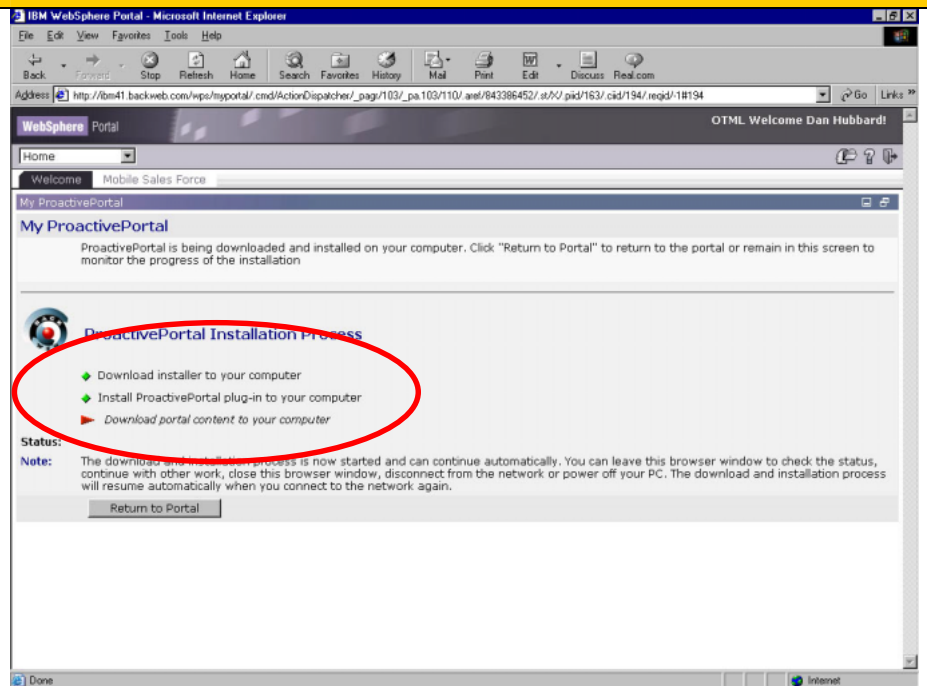 IBM WebSphere Portal - Microsoft Internet Explorer
File Edit View Favorites Tools Help
Back Forward Stop Refresh Home Search Favorites History Mail Print Edit Discuss Real.com
Address http://ibm41.backweb.com/wps/myportal/.cmd/ActionDispatcher/_pagr/103/_pa.103/110/.aref/843386452/.st/X/.piid/163/.ciid/194/.reqid/-1#194 Go Links »
WebSphere Portal OTML Welcome Dan Hubbard!
Home
Welcome Mobile Sales Force
My ProactivePortal
My ProactivePortal
ProactivePortal is being downloaded and installed on your computer. Click "Return to Portal" to return to the portal or remain in this screen to
monitor the progress of the installation
ProactivePortal Installation Process
Download installer to your computer
Install ProactivePortal plug-in to your computer
Download portal content to your computer
Status:
Note: The download and installation process is now started and can continue automatically. You can leave this browser window to check the status,
continue with other work, close this browser window, disconnect from the network or power off your PC. The download and installation process
will resume automatically when you connect to the network again.
Return to Portal
Done Internet